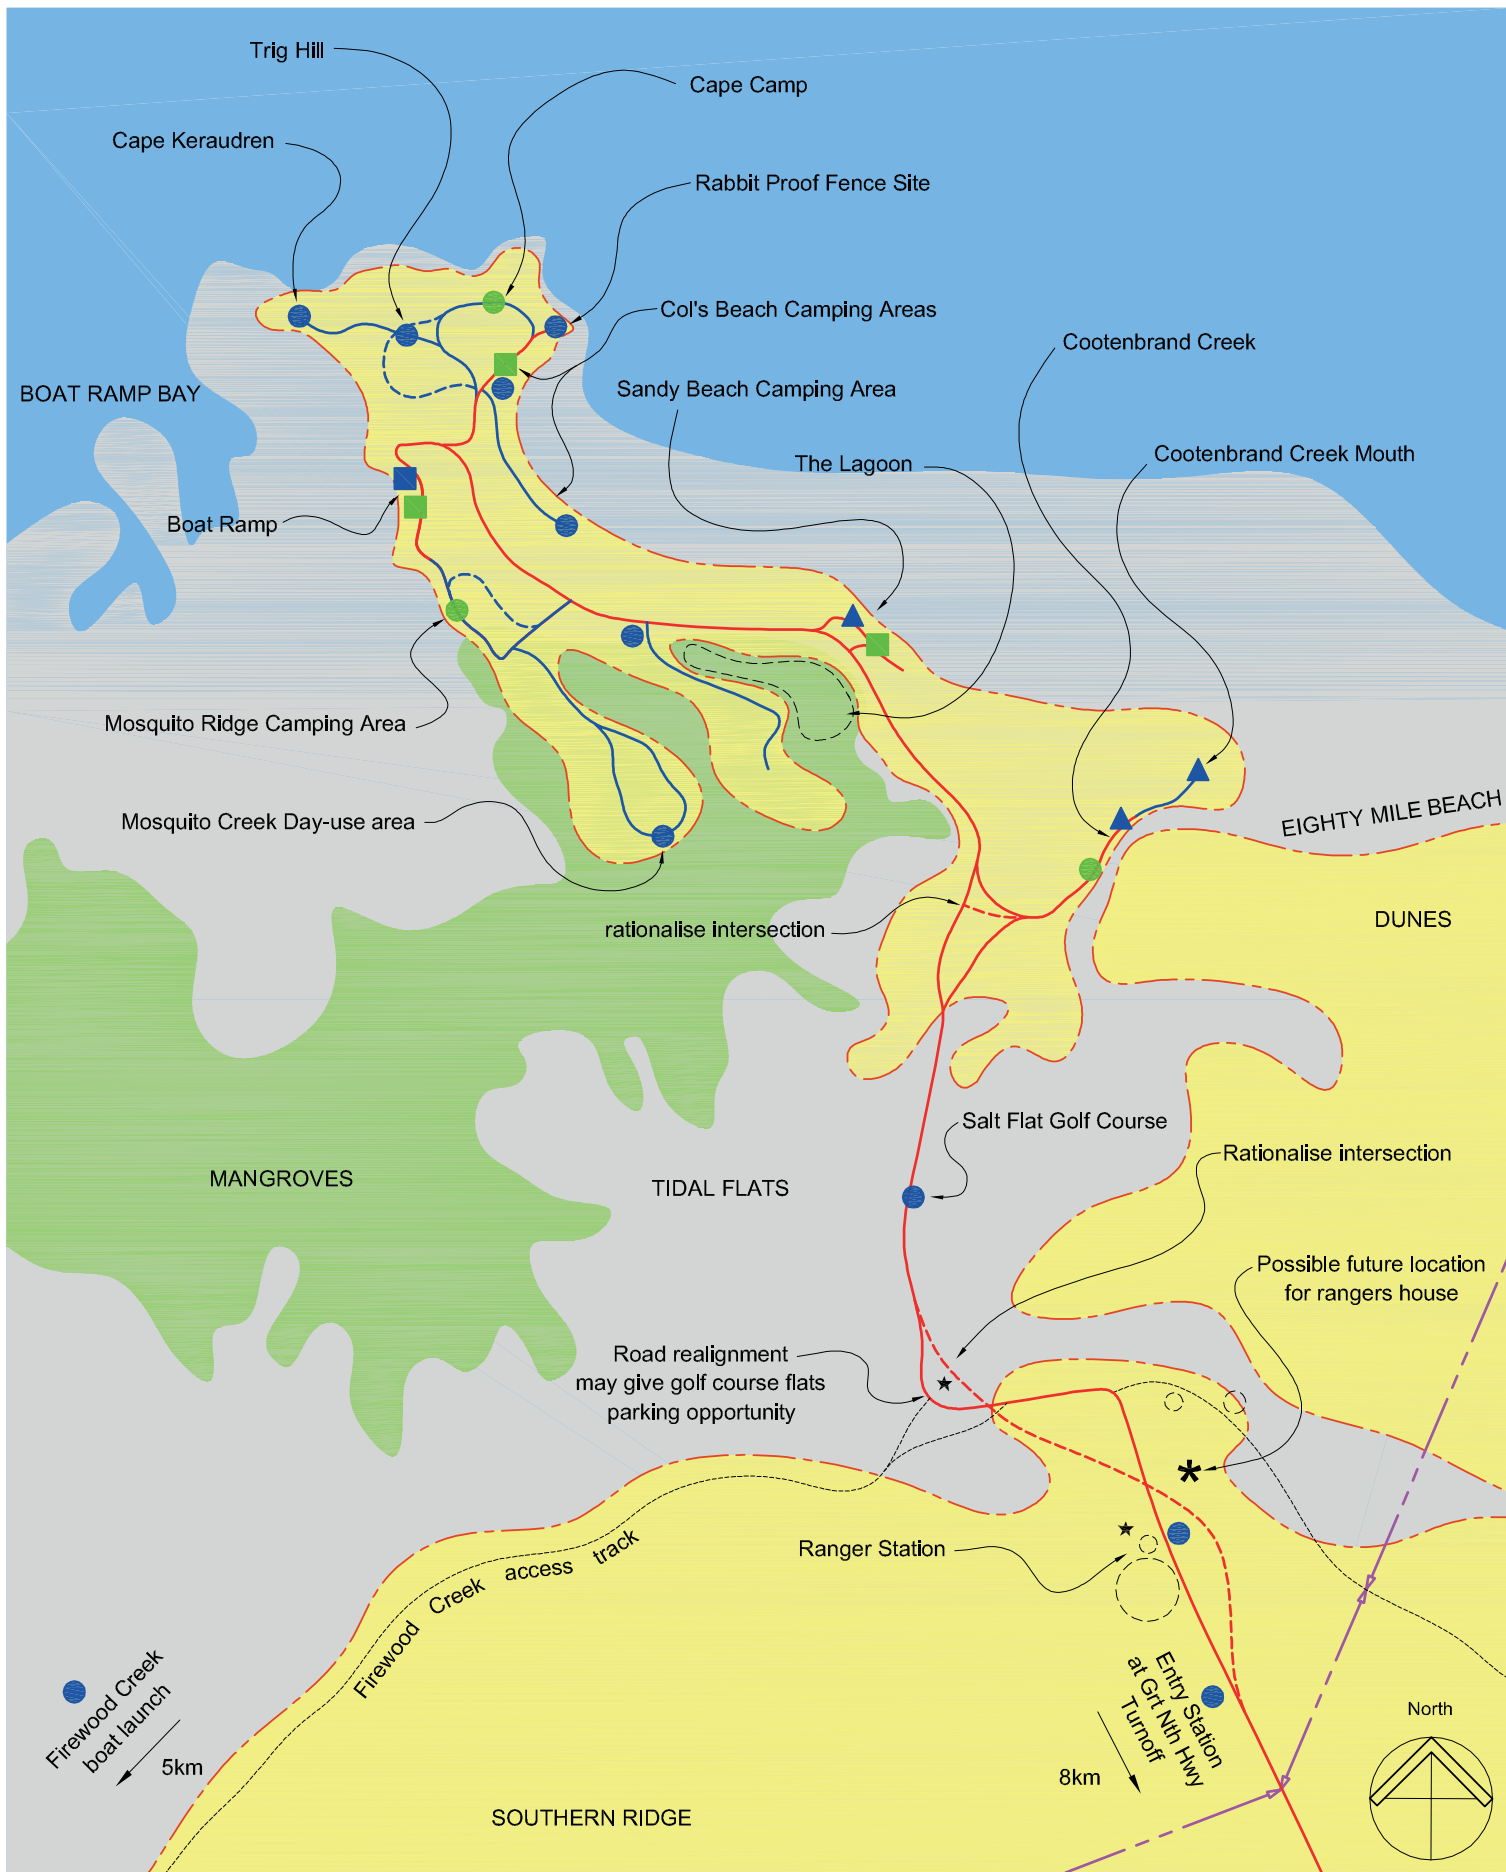 Trig Hill
Cape Camp
Cape Keraudren
Rabbit Proof Fence Site
Col's Beach Camping Areas
Cootenbrand Creek
BOAT RAMP BAY
Sandy Beach Camping Area
The Lagoon
Cootenbrand Creek Mouth
Boat Ramp
Mosquito Ridge Camping Area
Mosquito Creek Day-use area
EIGHTY MILE BEACH
rationalise intersection
DUNES
Salt Flat Golf Course
Rationalise intersection
MANGROVES
TIDAL FLATS
Possible future location
for rangers house
Road realignment
may give golf course flats
parking opportunity
Ranger Station
Firewood Creek access track
Firewood Creek
boat launch
5km
Entry Station
at Grt Nth Hwy
Turnoff
8km
North
SOUTHERN RIDGE